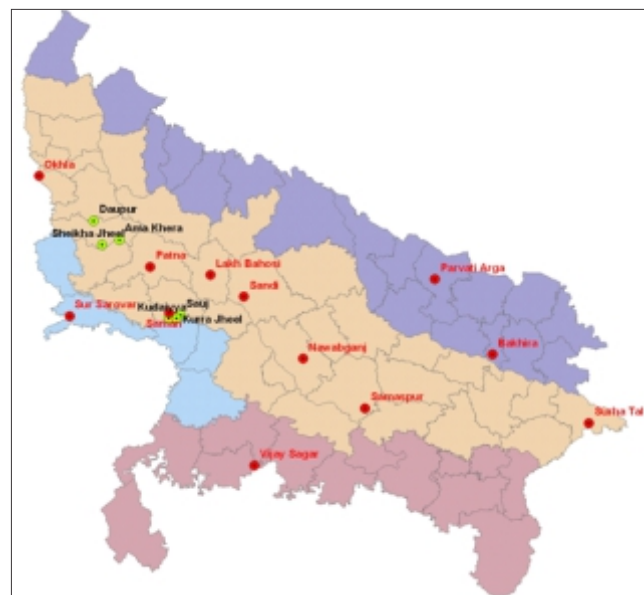 Okhla
Daupur
Ania Khera
Sheikha Jheel
Patna
Lakh Bahosi
Parvati Arga
Sandi
Sur Sarovar
Kudaiyya
Sauj
Saman
Kurra Jheel
Nawabganj
Bakhira
Samaspur
Suraha Tal
Vijay Sagar